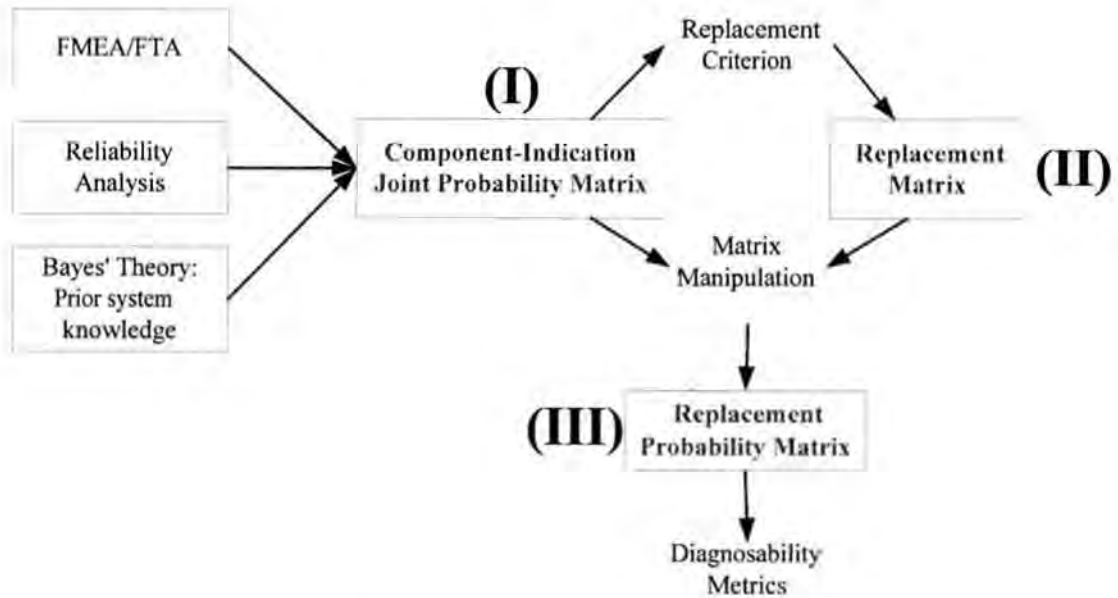 FMEA/FTA
Reliability
Analysis
Bayes' Theory:
Prior system
knowledge
(I)
Component-Indication
Joint Probability Matrix
Replacement
Criterion
Replacement
Matrix
(II)
Matrix
Manipulation
(III)
Replacement
Probability Matrix
Diagnosability
Metrics